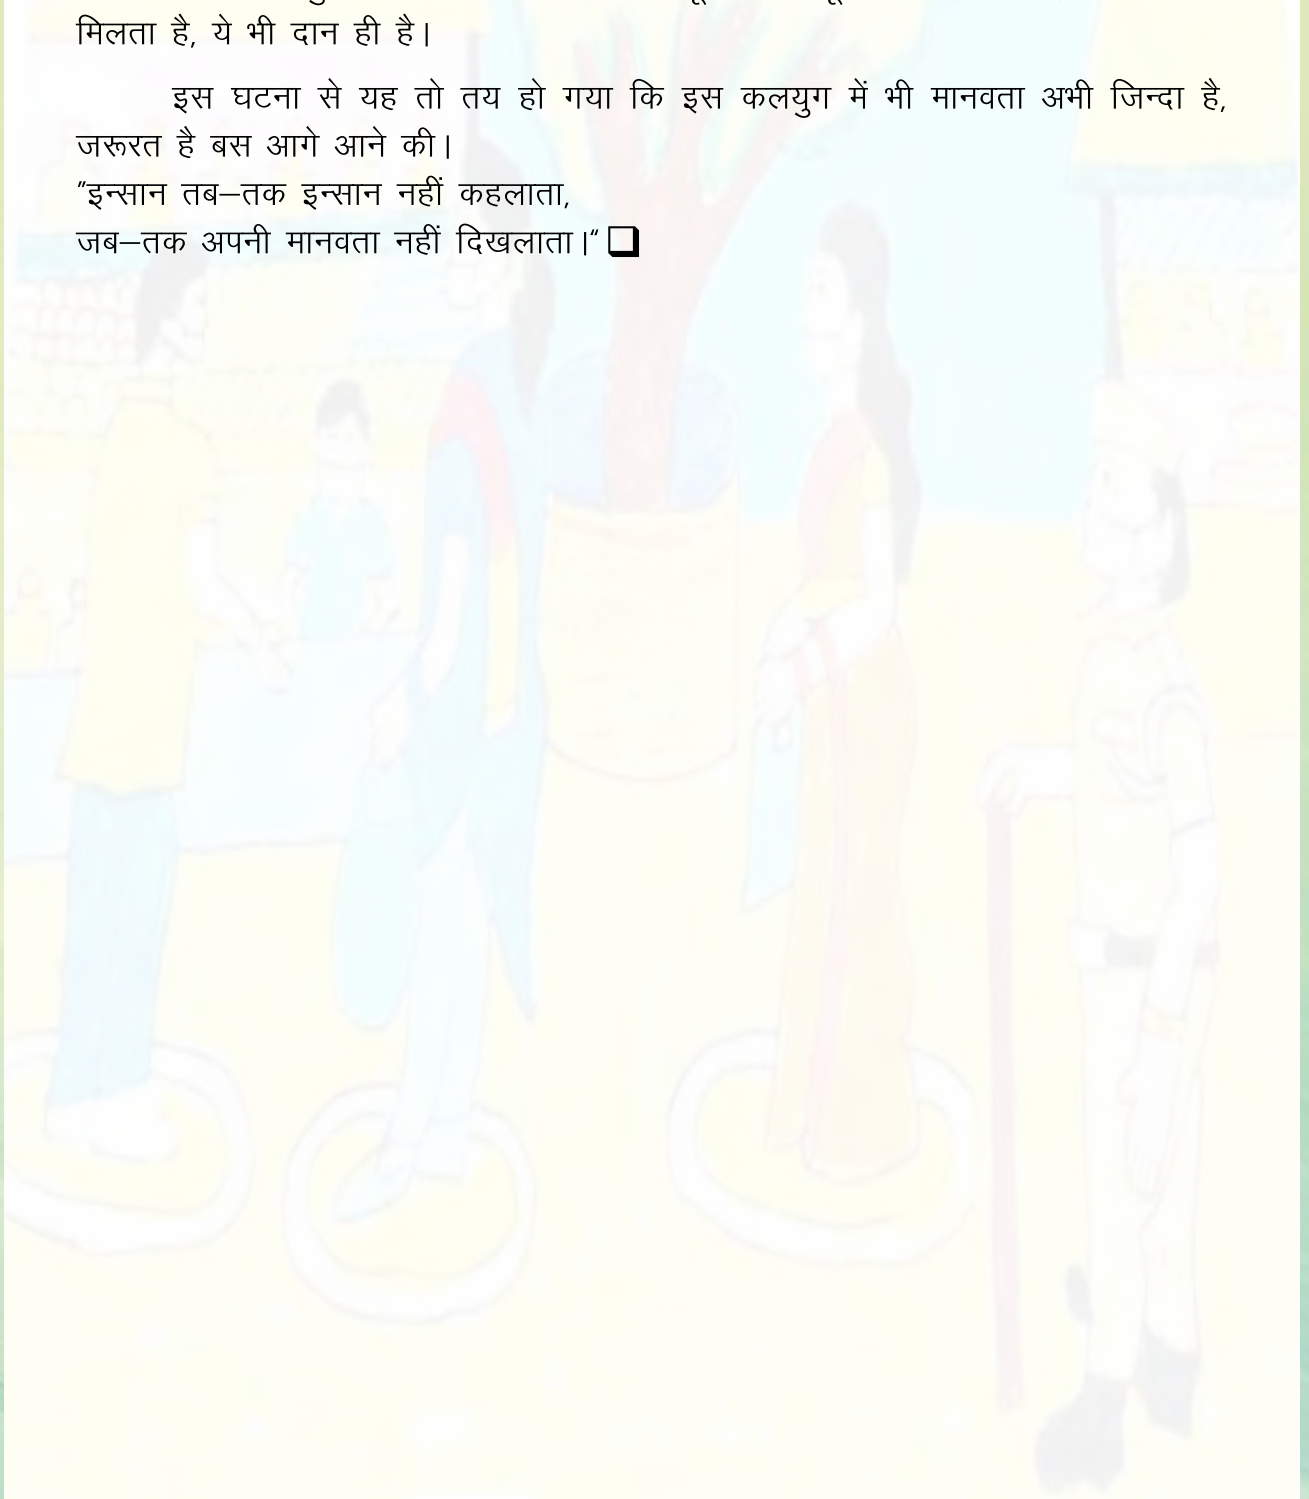 मिलता है, ये भी दान ही है।
इस घटना से यह तो तय हो गया कि इस कलयुग में भी मानवता अभी जिन्दा है,
जरूरत है बस आगे आने की।
"इन्सान तब–तक इन्सान नहीं कहलाता,
जब–तक अपनी मानवता नहीं दिखलाता।"